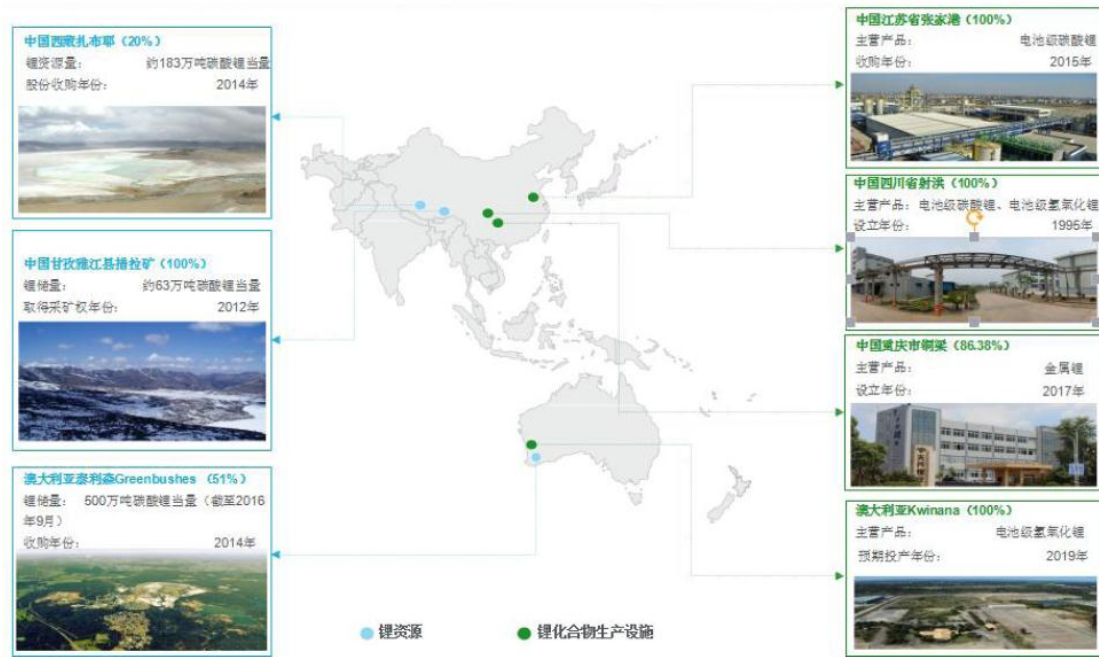 中国西藏扎布耶（20%）
锂资源量： 约183万吨碳酸锂当量
股份收购年份： 2014年
中国甘孜雅江县措拉矿（100%）
锂储量： 约63万吨碳酸锂当量
取得采矿权年份： 2012年
澳大利亚泰利森Greenbushes （51%）
锂储量： 500万吨碳酸锂当量（截至2016
年9月）
收购年份： 2014年
锂资源
锂化合物生产设施
中国江苏省张家港（100%）
主营产品： 电池级碳酸锂
收购年份： 2015年
中国四川省射洪（100%）
主营产品：电池级碳酸锂、电池级氢氧化锂
设立年份： 1995年
中国重庆市铜梁（86.38%）
主营产品： 金属锂
设立年份： 2017年
澳大利亚Kwinana（100%）
主营产品： 电池级氢氧化锂
预期投产年份： 2019年